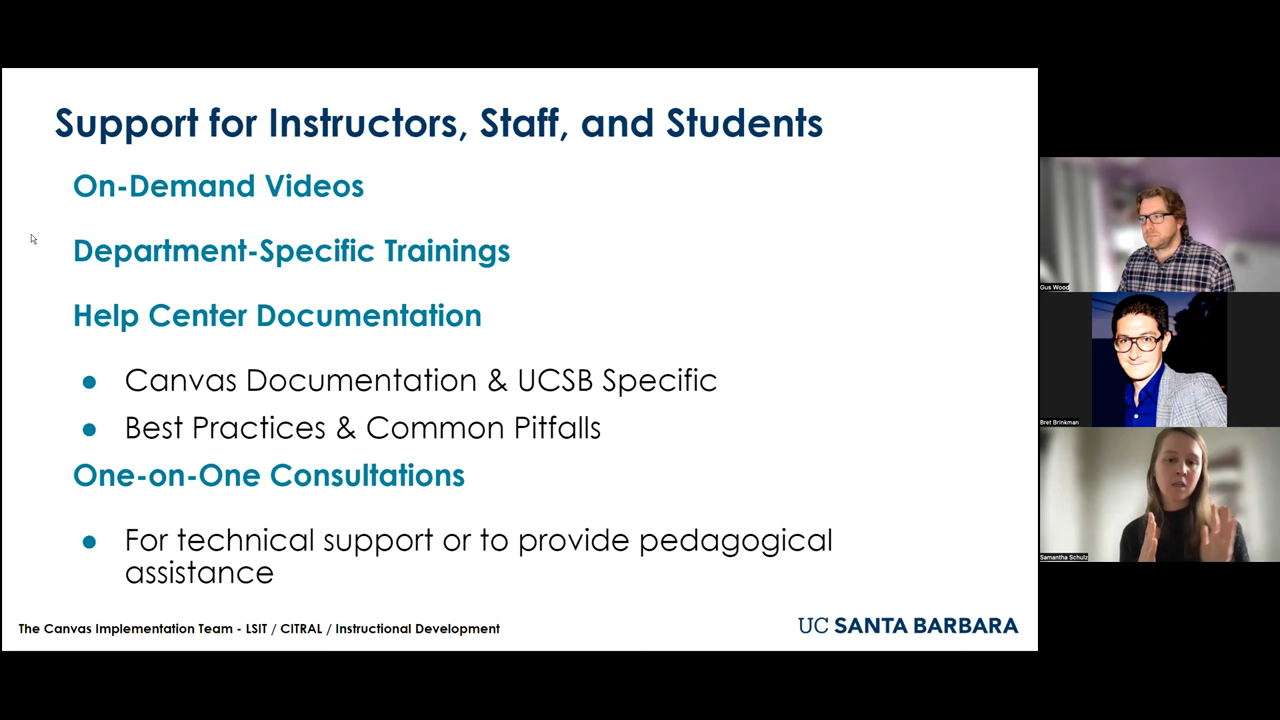 Support for Instructors, Staff, and Students
On-Demand Videos
Department-Specific Trainings
Help Center Documentation
Canvas Documentation & UCSB Specific
Best Practices & Common Pitfalls
One-on-One Consultations
For technical support or to provide pedagogical
assistance
The Canvas Implementation Team - LSIT / CITRAL / Instructional Development
UC SANTA BARBARA
Gus Wood
Bret Brinkman
Samantha Schulz